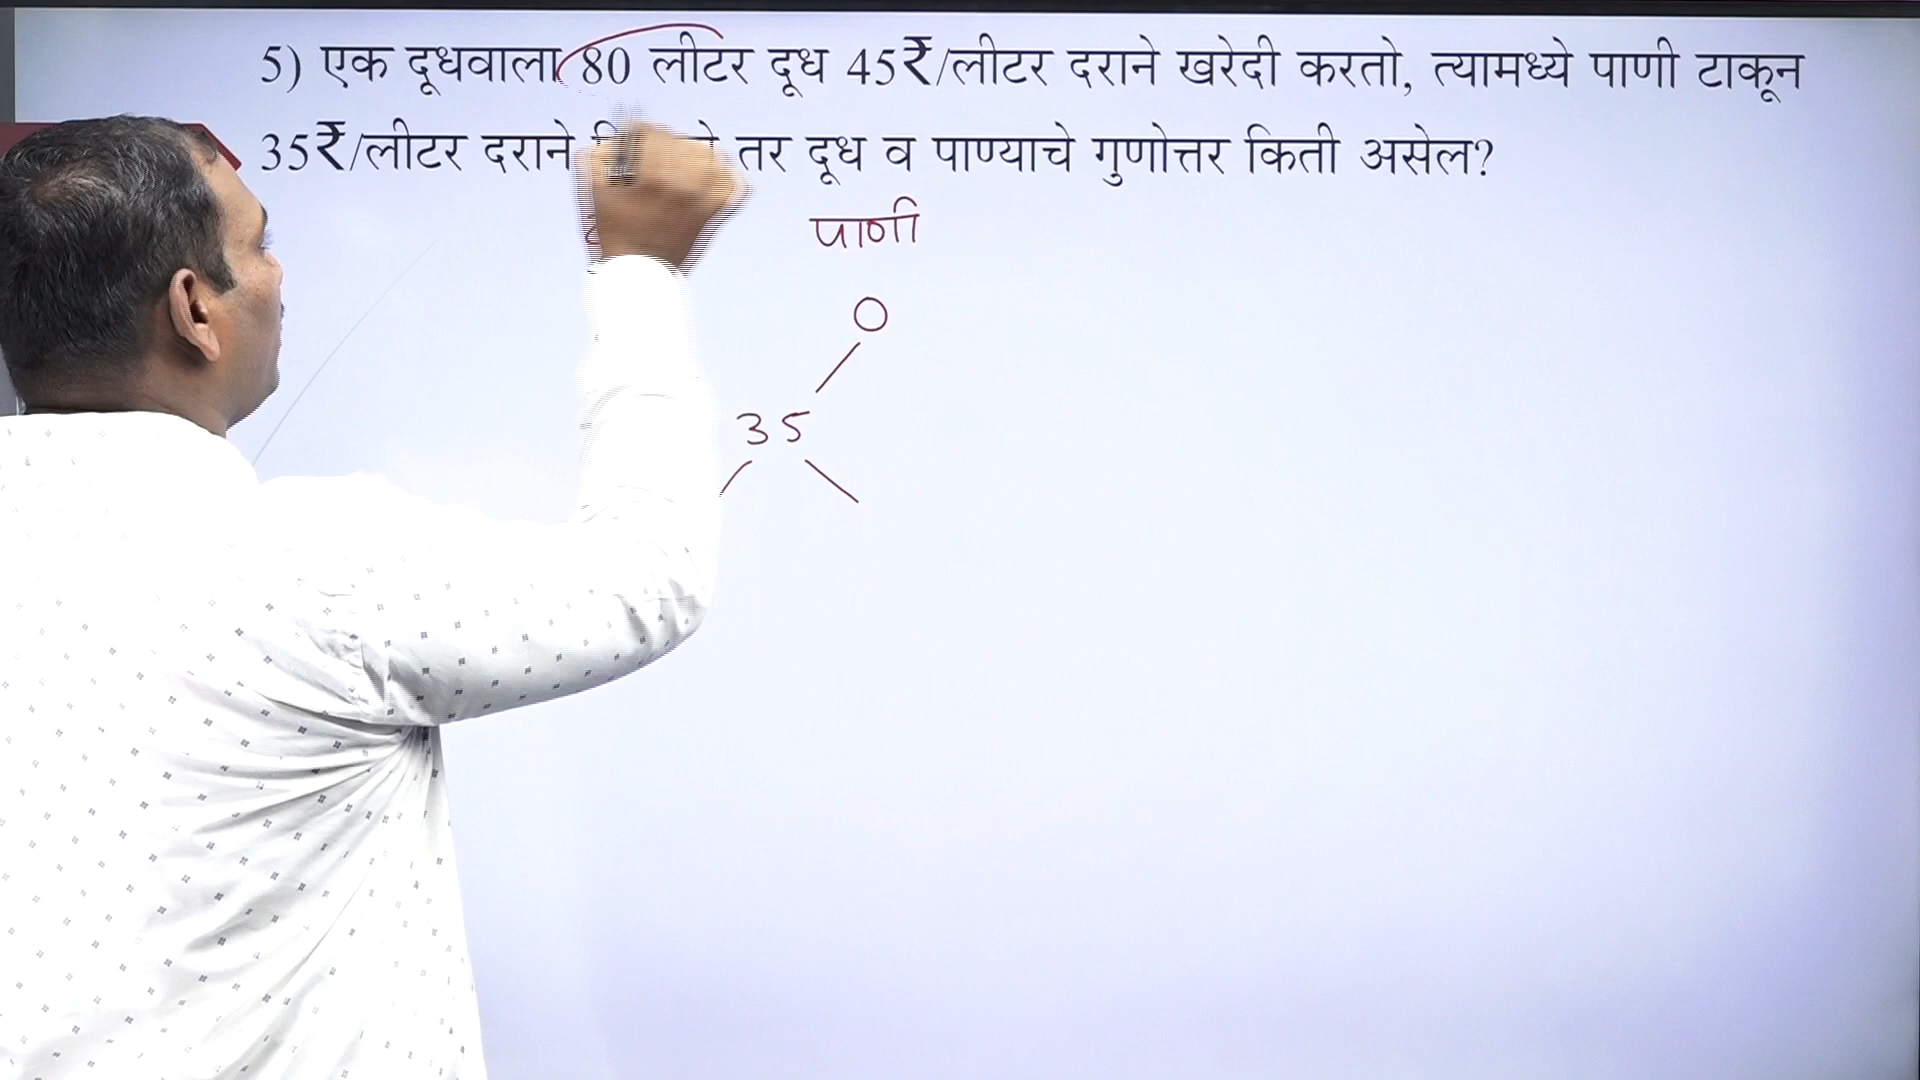 5) एक दूधवाला 80 लीटर दूध 45₹/लीटर दराने खरेदी करतो, त्यामध्ये पाणी टाकून
35₹/लीटर दराने तर दूध व पाण्याचे गुणोत्तर किती असेल?
पाणी
0
35